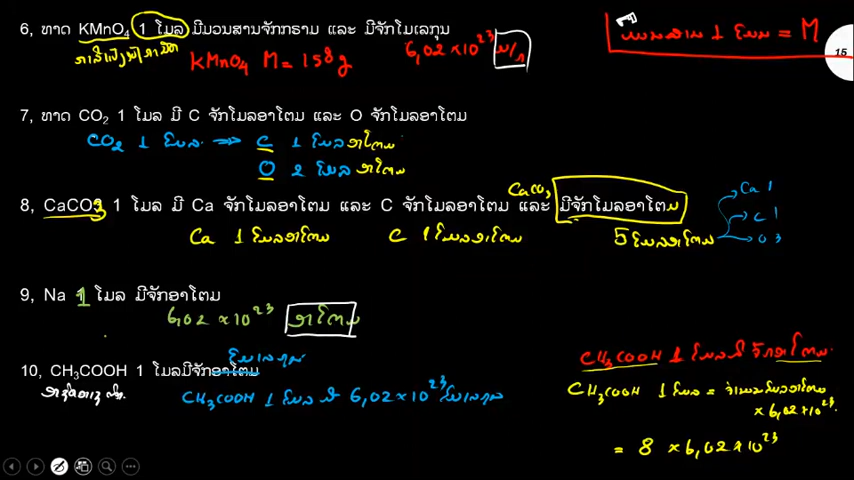 6, ທາດ KMnO₄ 1 ໂມລ ມີມວນສານຈັກກຣາມ ແລະ ມີຈັກໂມເລກຸນ
KMnO₄ M = 158g 6,02 × 10²³
ມວນສານ 1 ໂມລ = M
15
7, ທາດ CO₂ 1 ໂມລ ມີ C ຈັກໂມລອາໂຕມ ແລະ O ຈັກໂມລອາໂຕມ
CO₂ 1 ໂມລ ⇒ C 1 ໂມລອາໂຕມ
O 2 ໂມລອາໂຕມ
8, CaCO₃ 1 ໂມລ ມີ Ca ຈັກໂມລອາໂຕມ ແລະ C ຈັກໂມລອາໂຕມ ແລະ CaCO₃ ມີຈັກໂມລອາໂຕມ
Ca 1 ໂມລອາໂຕມ C 1 ໂມລອາໂຕມ 5 ໂມລອາໂຕມ
Ca 1
C 1
O 3
9, Na 1 ໂມລ ມີຈັກອາໂຕມ
6,02 × 10²³ ອາໂຕມ
ໂມເລກຸນ
10, CH₃COOH 1 ໂມລມີຈັກອາໂຕມ
CH₃COOH 1 ໂມລ ມີ 6,02 × 10²³ ໂມເລກຸນ
CH₃COOH 1 ໂມລມີ ຈັກອາໂຕມ
CH₃COOH 1 ໂມລ = ຈຳນວນໂມລອາໂຕມ
× 6,02 × 10²³
= 8 × 6,02 × 10²³